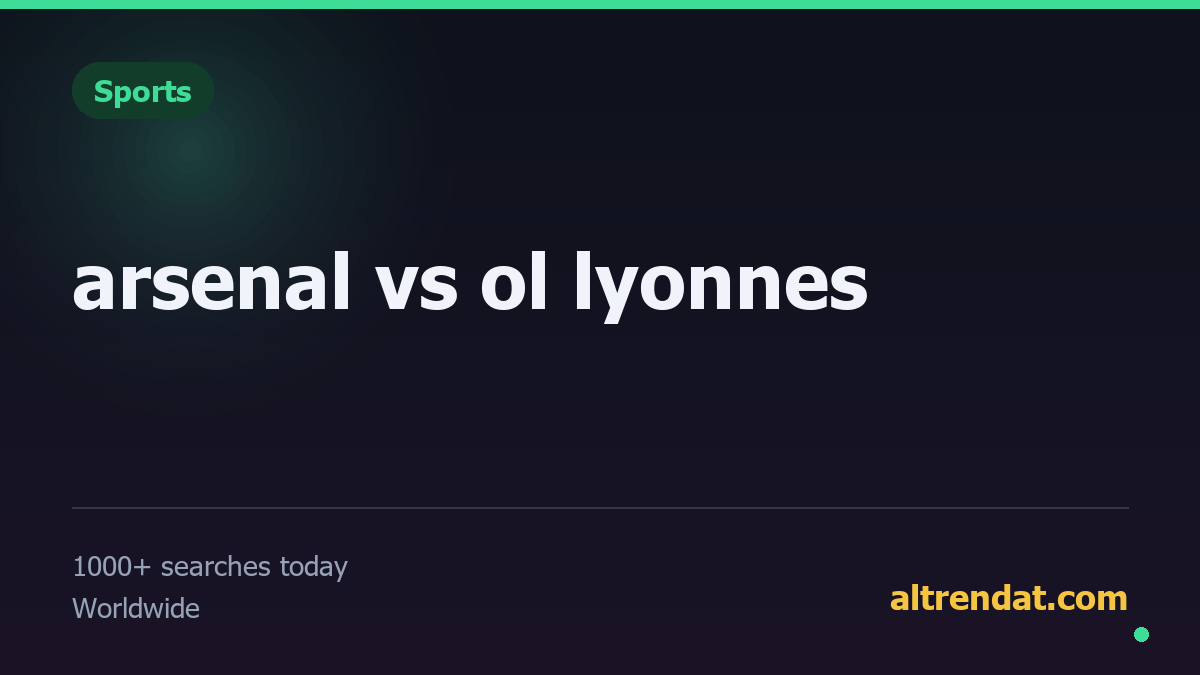 Sports
arsenal vs ol lyonnes
1000+ searches today
Worldwide
altrendat.com